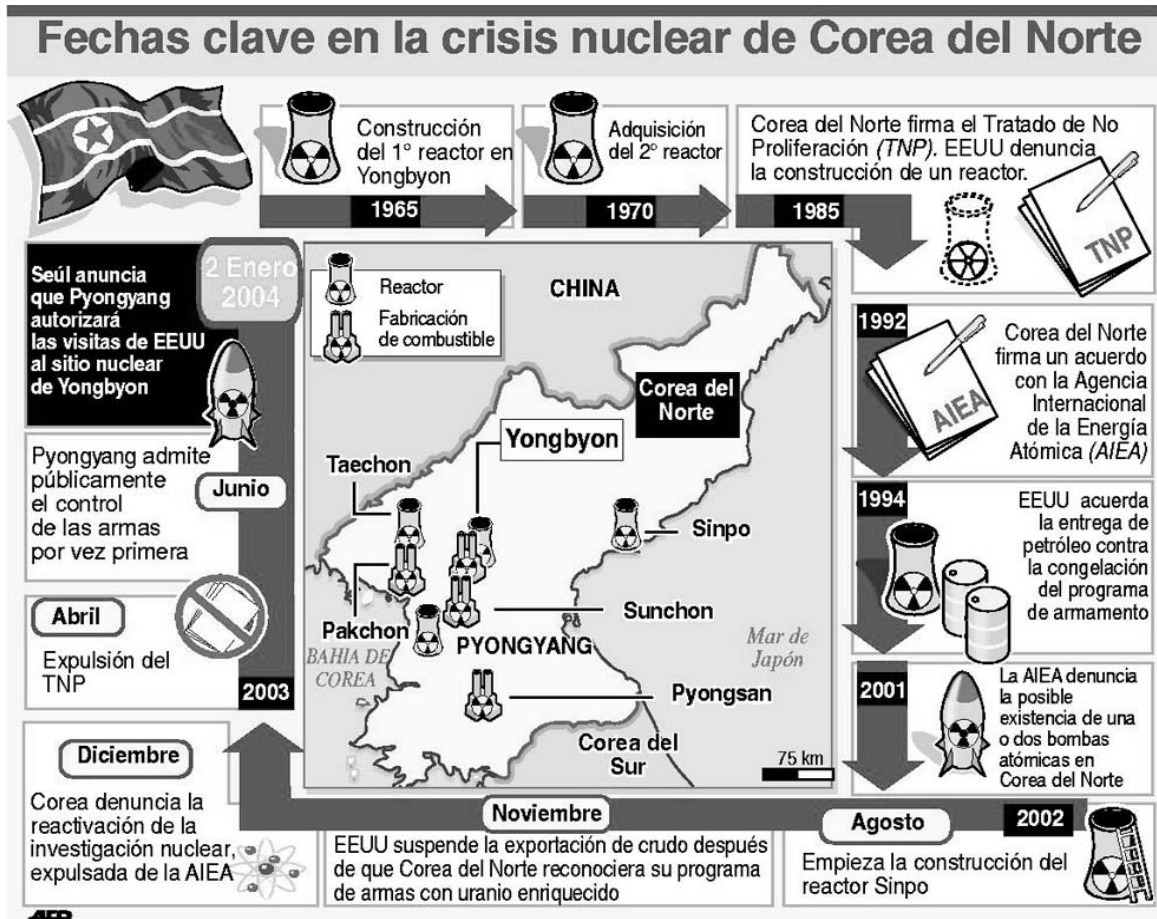 Fechas clave en la crisis nuclear de Corea del Norte
Construcción
del 1° reactor en
Yongbyon
1965
Adquisición
del 2° reactor
1970
Corea del Norte firma el Tratado de No
Proliferación (TNP). EEUU denuncia
la construcción de un reactor.
1985
TNP
1992
Corea del Norte
firma un acuerdo
con la Agencia
Internacional
de la Energía
Atómica (AIEA)
AIEA
1994
EEUU acuerda
la entrega de
petróleo contra
la congelación
del programa
de armamento
2001
La AIEA denuncia
la posible
existencia de una
o dos bombas
atómicas en
Corea del Norte
2002
Agosto
Empieza la construcción del
reactor Sinpo
Noviembre
EEUU suspende la exportación de crudo después
de que Corea del Norte reconociera su programa
de armas con uranio enriquecido
Diciembre
Corea denuncia la
reactivación de la
investigación nuclear,
expulsada de la AIEA
2003
Abril
Expulsión del
TNP
Junio
Pyongyang admite
públicamente
el control
de las armas
por vez primera
2 Enero
2004
Seúl anuncia
que Pyongyang
autorizará
las visitas de EEUU
al sitio nuclear
de Yongbyon
Reactor
Fabricación
de combustible
CHINA
Corea del
Norte
Yongbyon
Taechon
Sinpo
Sunchon
Pakchon
PYONGYANG
BAHIA DE
COREA
Mar de
Japón
Pyongsan
Corea del
Sur
75 km
AFP